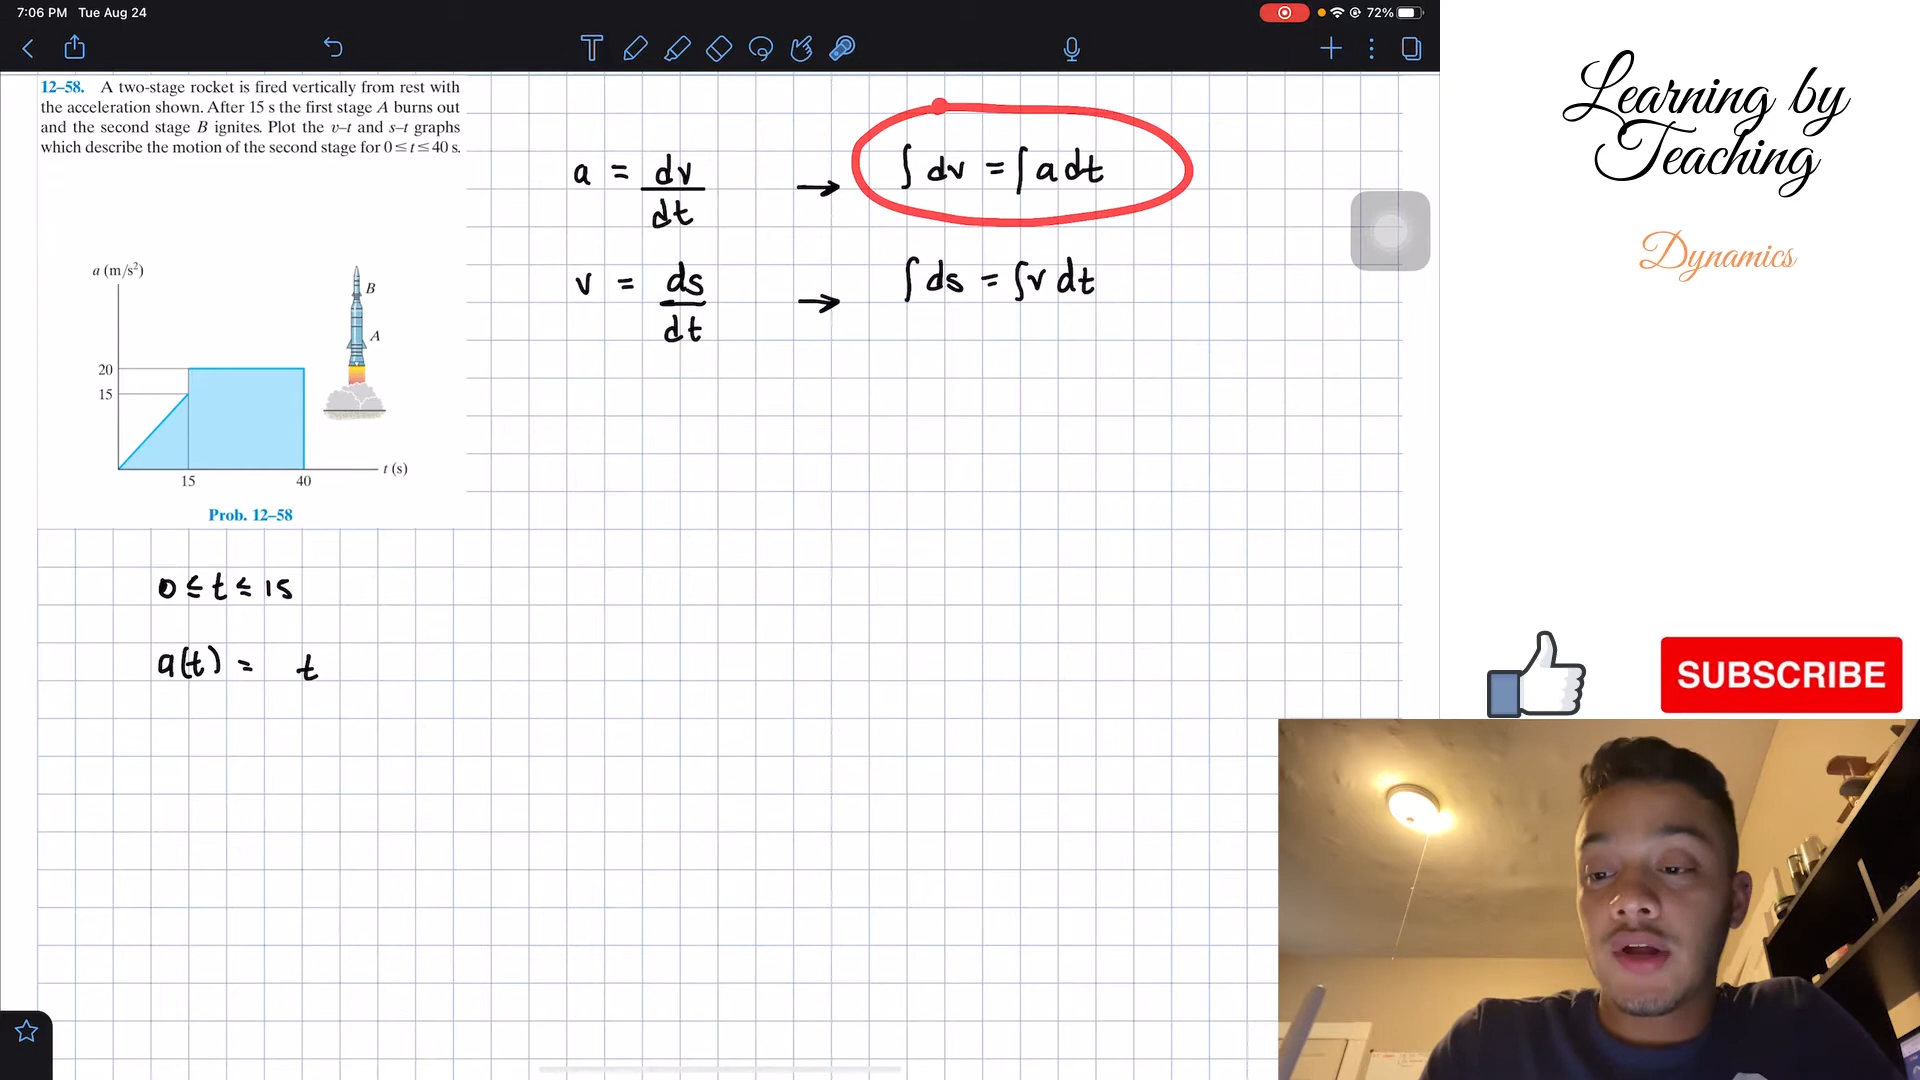 7:06 PM Tue Aug 24
72%
12–58. A two-stage rocket is fired vertically from rest with
the acceleration shown. After 15 s the first stage A burns out
and the second stage B ignites. Plot the v–t and s–t graphs
which describe the motion of the second stage for 0 ≤ t ≤ 40 s.
a (m/s²)
B
A
20
15
t (s)
15
40
Prob. 12–58
a = dv/dt → ∫dv = ∫a dt
v = ds/dt → ∫ds = ∫v dt
0 ≤ t ≤ 15
a(t) = t
Learning by
Teaching
Dynamics
SUBSCRIBE